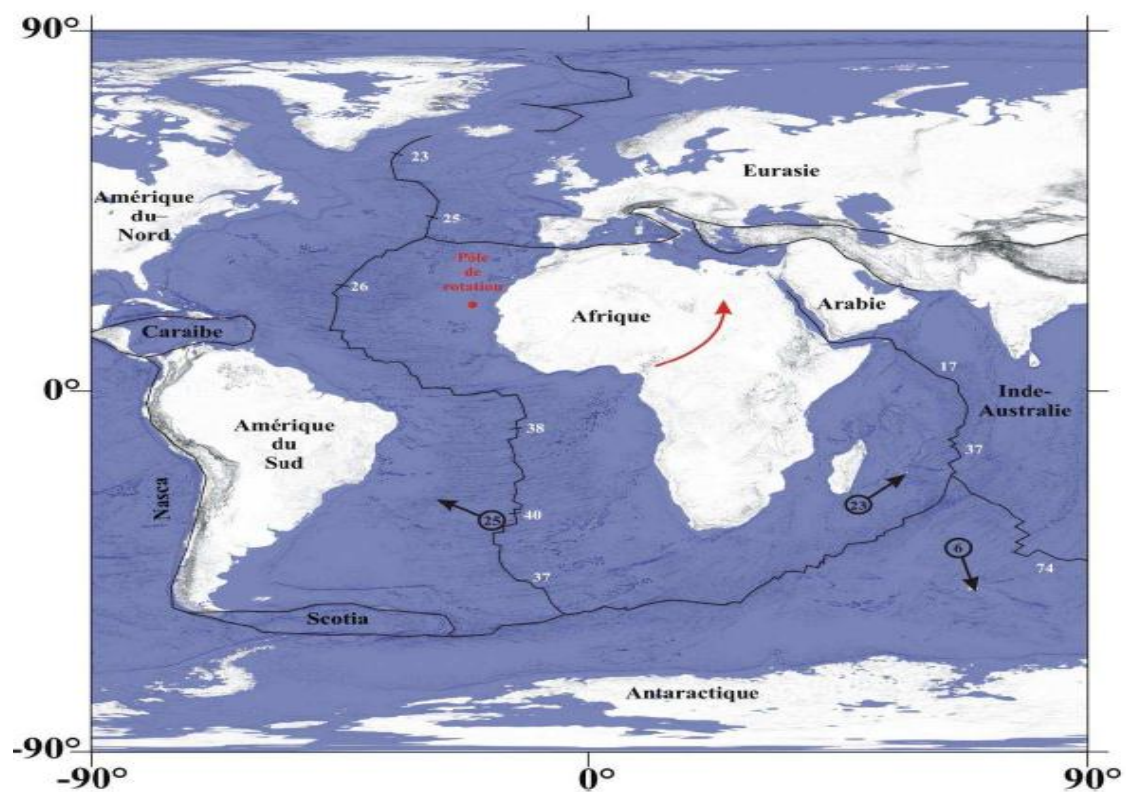 90°
23
Eurasie
Amérique
du
Nord
25
Pôle
de
rotation
26
Caraibe
Afrique
Arabie
17
0°
Inde-
Australie
38
Amérique
du
Sud
37
Nasca
25
40
23
6
37
74
Scotia
Antaractique
-90°
-90°
0°
90°